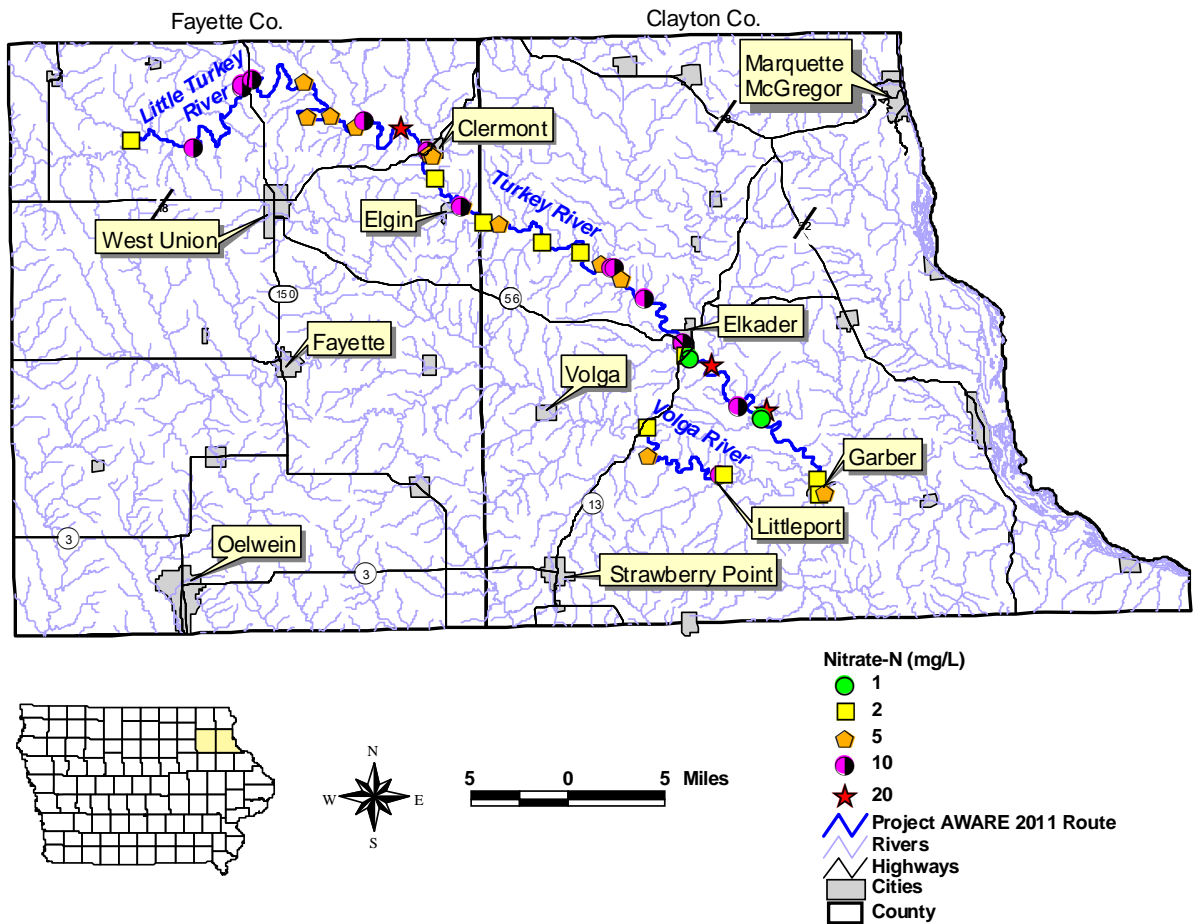 Fayette Co.
Clayton Co.
Marquette
McGregor
Little Turkey
River
Clermont
Turkey River
Elgin
West Union
150
56
Elkader
Fayette
Volga
Volga River
Garber
13
Littleport
3
Oelwein
3
Strawberry Point
Nitrate-N (mg/L)
1
2
5
10
20
Project AWARE 2011 Route
Rivers
Highways
Cities
County
N
W
E
S
5
0
5
Miles